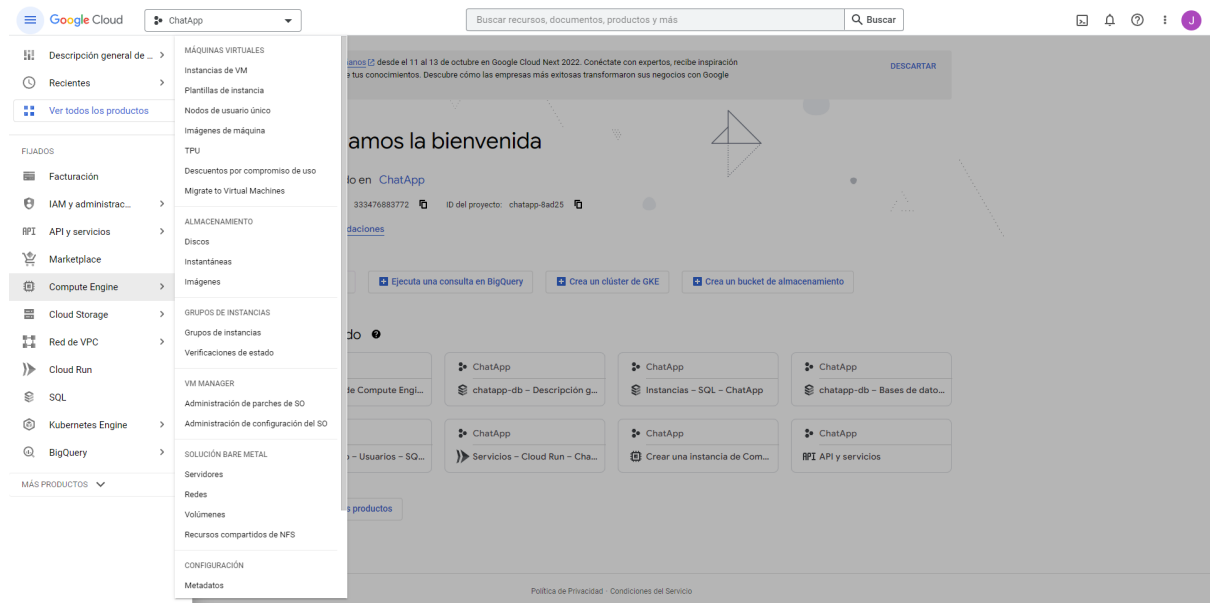 Google Cloud
ChatApp
Buscar recursos, documentos, productos y más
Buscar
J
Descripción general de ...
Recientes
Ver todos los productos
FIJADOS
Facturación
IAM y administrac...
API API y servicios
Marketplace
Compute Engine
Cloud Storage
Red de VPC
Cloud Run
SQL
Kubernetes Engine
BigQuery
MÁS PRODUCTOS
MÁQUINAS VIRTUALES
Instancias de VM
Plantillas de instancia
Nodos de usuario único
Imágenes de máquina
TPU
Descuentos por compromiso de uso
Migrate to Virtual Machines
ALMACENAMIENTO
Discos
Instantáneas
Imágenes
GRUPOS DE INSTANCIAS
Grupos de instancias
Verificaciones de estado
VM MANAGER
Administración de parches de SO
Administración de configuración del SO
SOLUCIÓN BARE METAL
Servidores
Redes
Volúmenes
Recursos compartidos de NFS
CONFIGURACIÓN
Metadatos
anos desde el 11 al 13 de octubre en Google Cloud Next 2022. Conéctate con expertos, recibe inspiración
e tus conocimientos. Descubre cómo las empresas más exitosas transformaron sus negocios con Google
DESCARTAR
amos la bienvenida
do en ChatApp
333476883772 ID del proyecto: chatapp-8ad25
daciones
Ejecuta una consulta en BigQuery
Crea un clúster de GKE
Crea un bucket de almacenamiento
do
de Compute Engi...
ChatApp
chatapp-db – Descripción g...
ChatApp
Instancias – SQL – ChatApp
ChatApp
chatapp-db – Bases de dato...
– Usuarios – SQ...
ChatApp
Servicios – Cloud Run – Cha...
ChatApp
Crear una instancia de Com...
ChatApp
API API y servicios
s productos
Política de Privacidad · Condiciones del Servicio